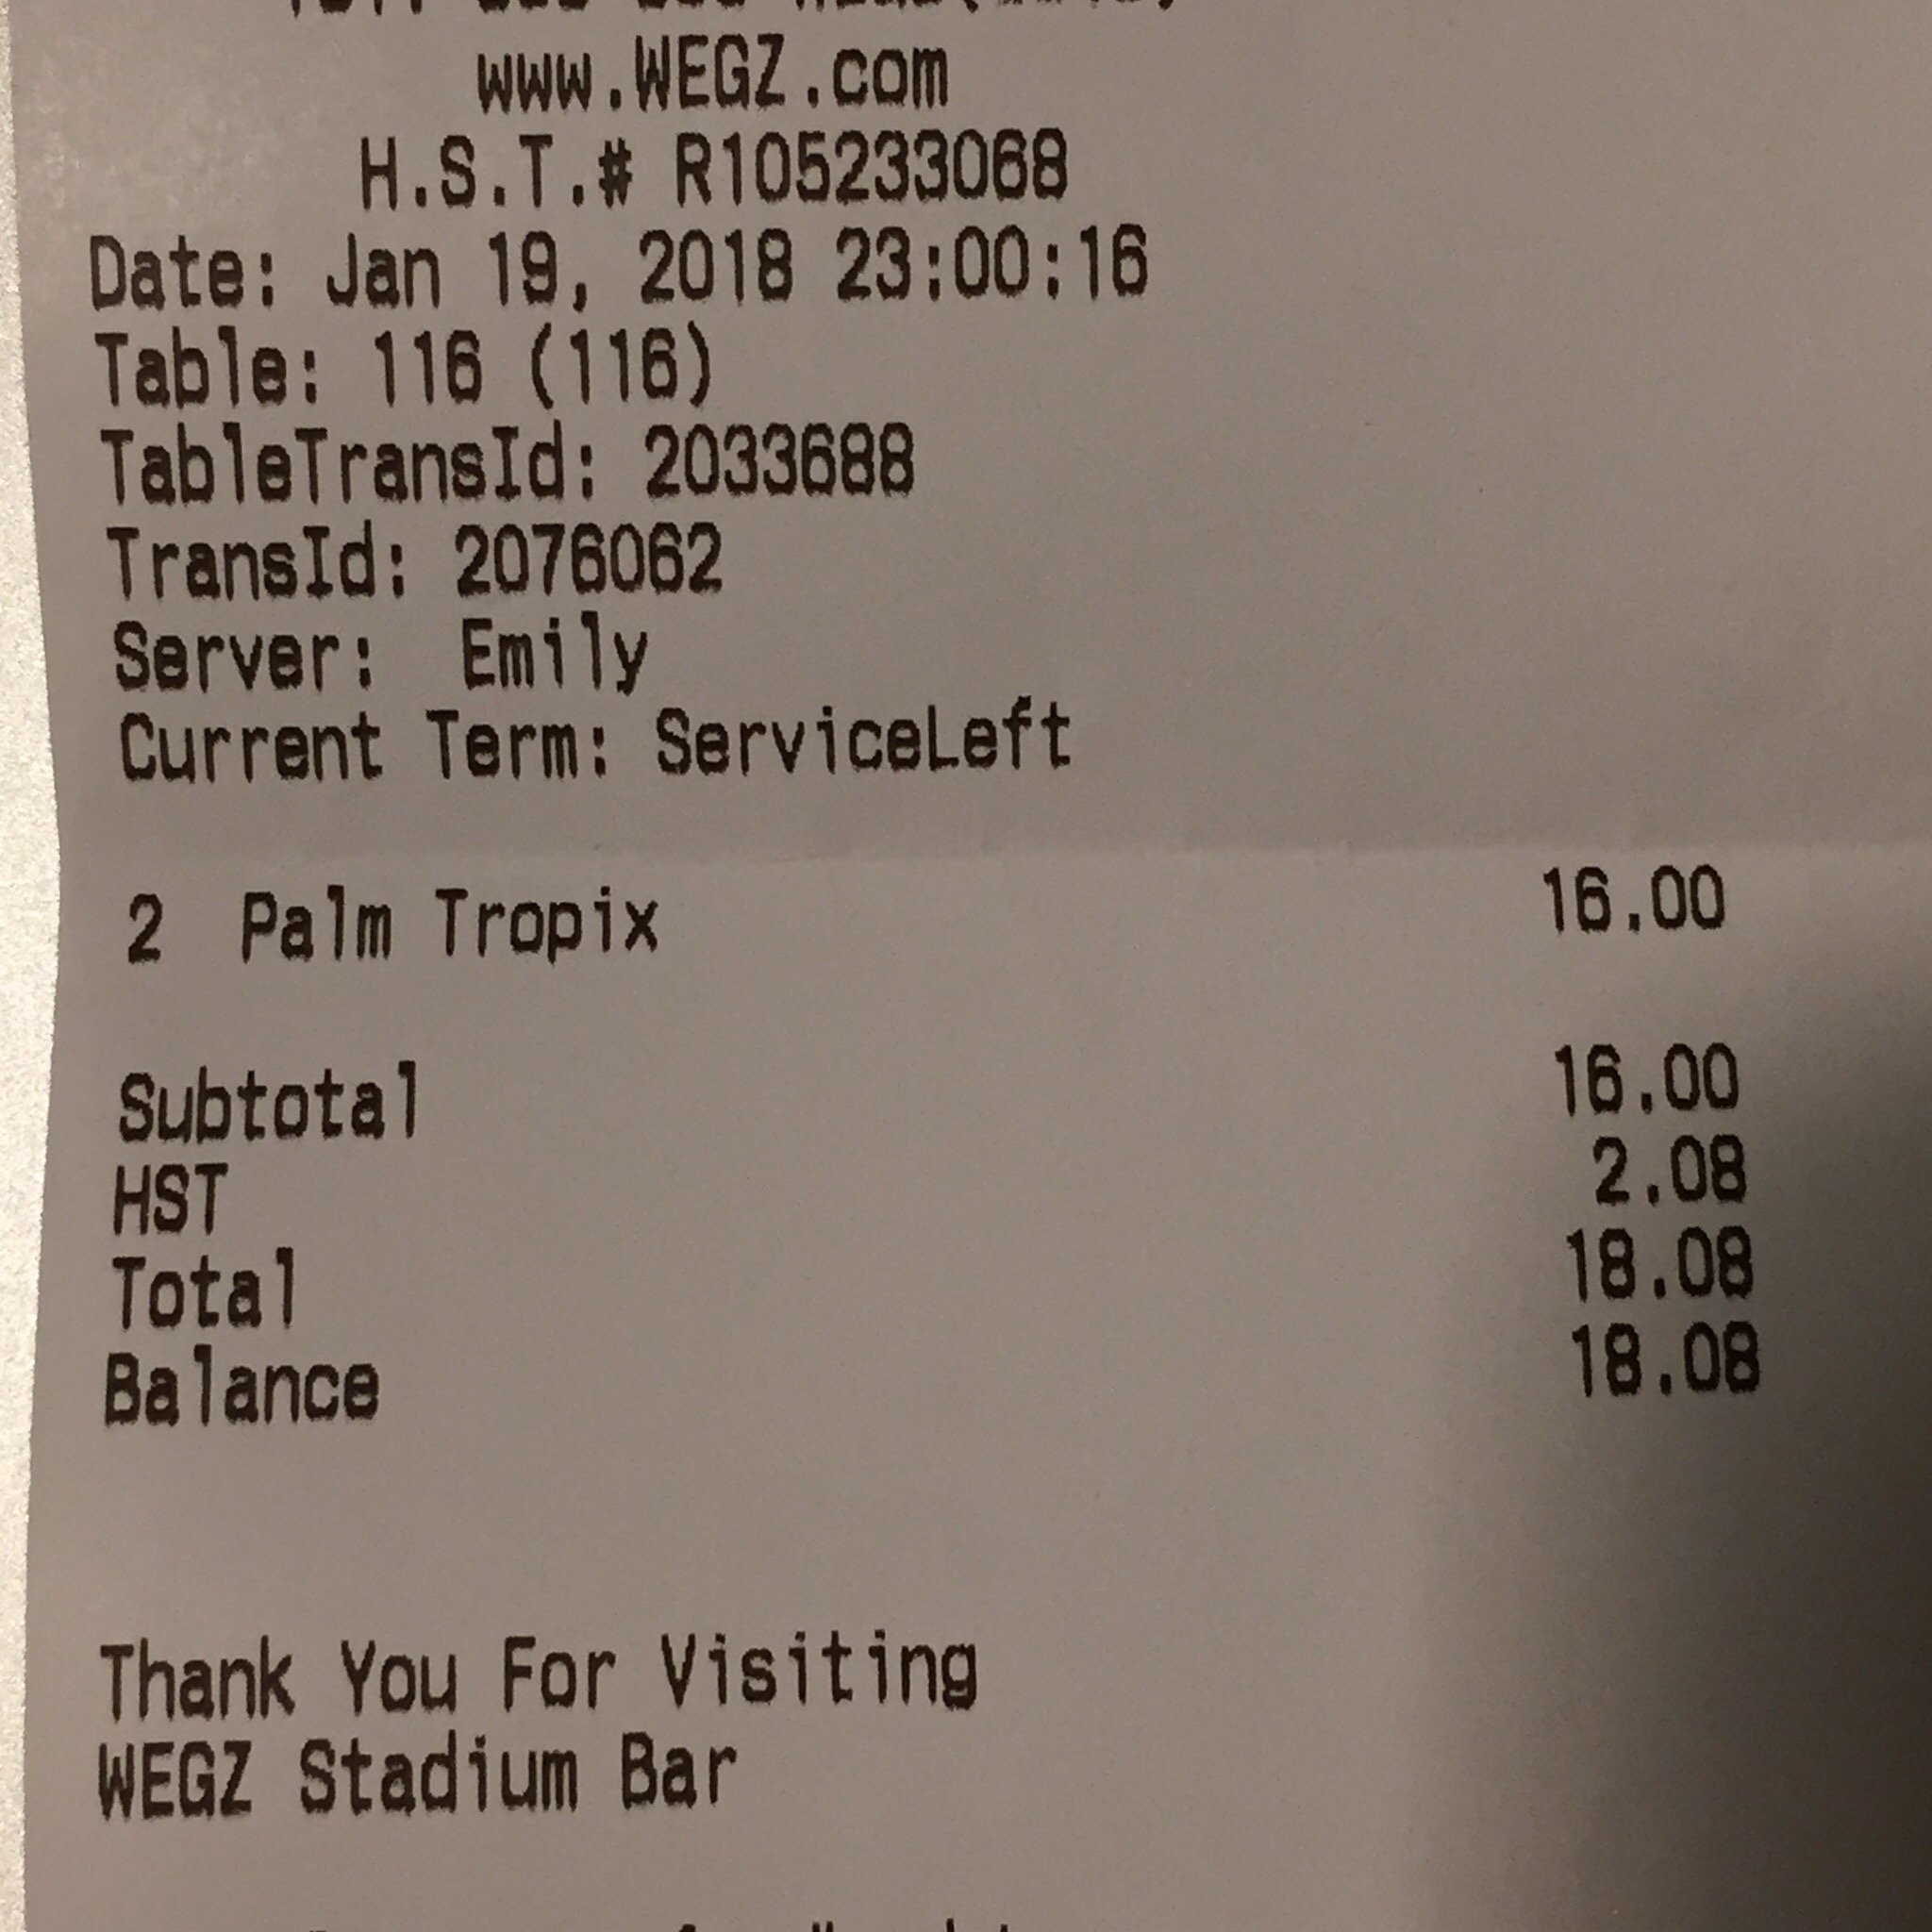 www.WEGZ.com
H.S.T.# R105233068
Date: Jan 19, 2018 23:00:16
Table: 116 (116)
TableTransId: 2033688
TransId: 2076062
Server: Emily
Current Term: ServiceLeft
2 Palm Tropix 16.00
Subtotal 16.00
HST 2.08
Total 18.08
Balance 18.08
Thank You For Visiting
WEGZ Stadium Bar